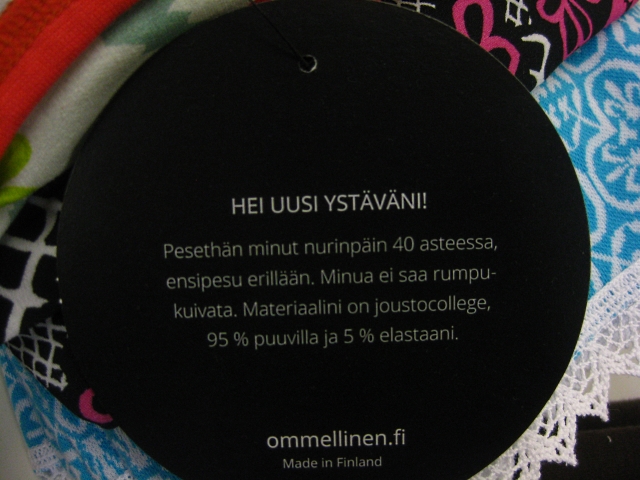 HEI UUSI YSTÄVÄNI!
Pesethän minut nurinpäin 40 asteessa,
ensipesu erillään. Minua ei saa rumpu-
kuivata. Materiaalini on joustocollege,
95 % puuvilla ja 5 % elastaani.
ommellinen.fi
Made in Finland